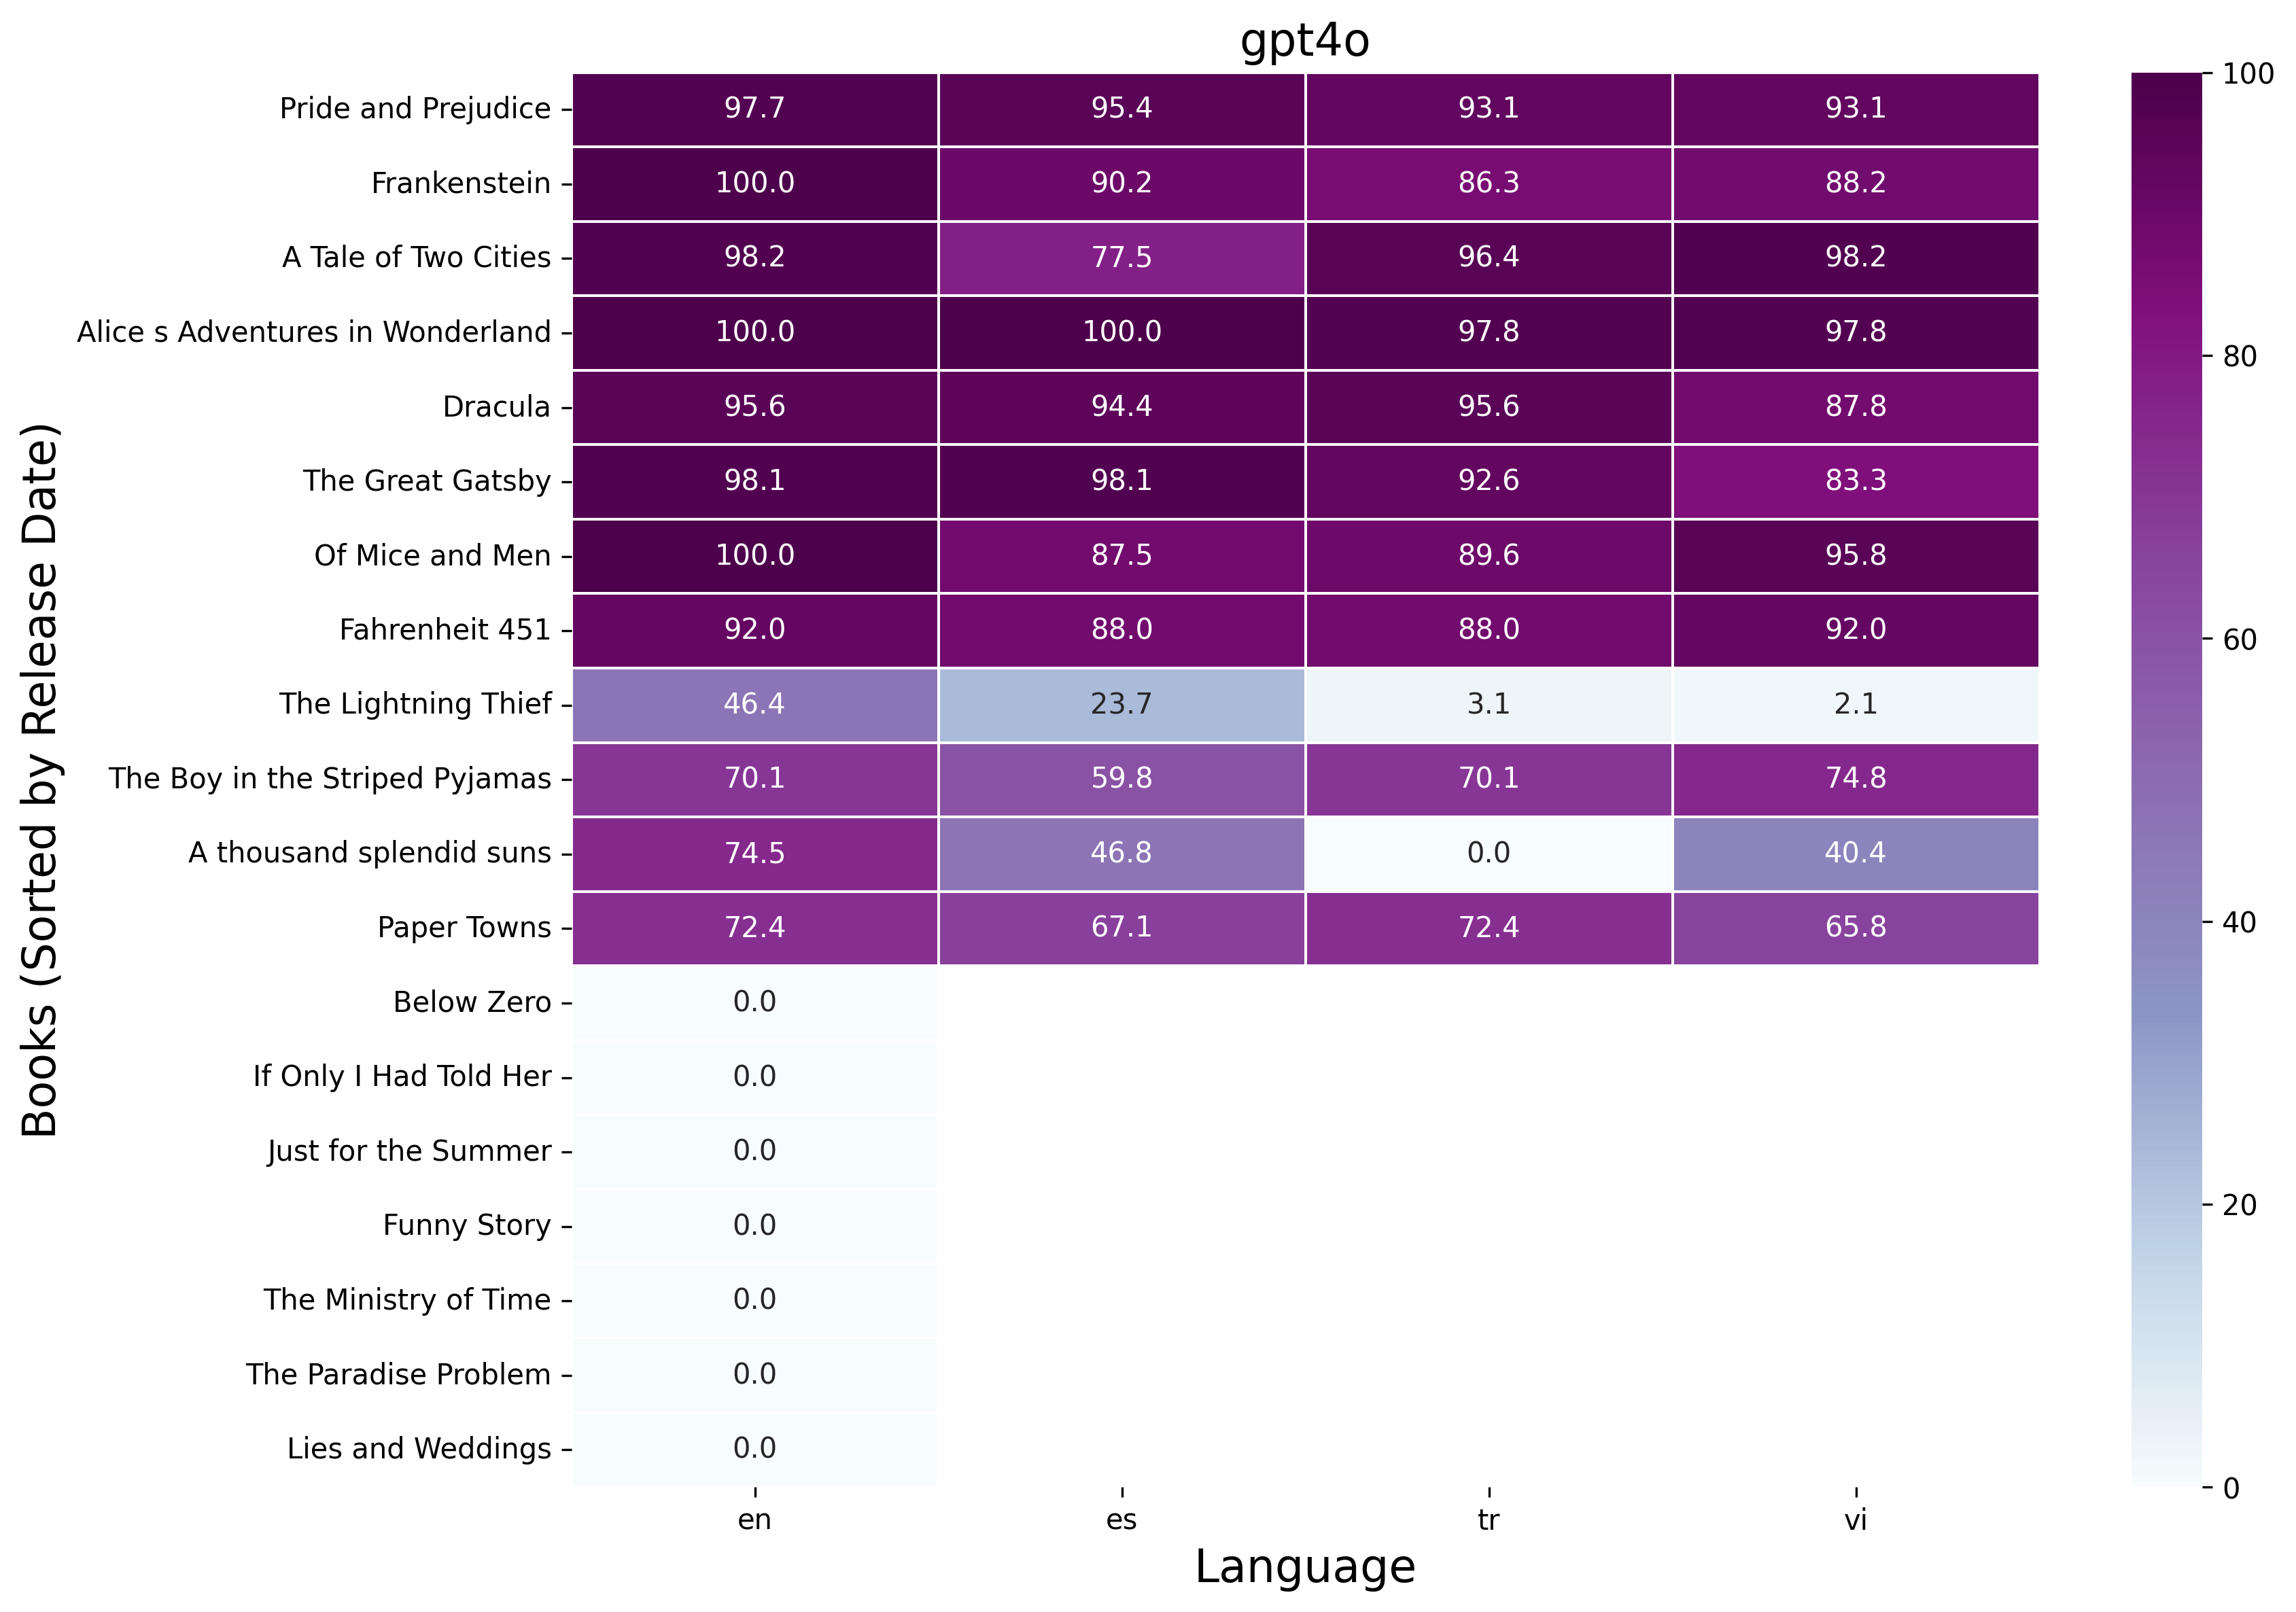 gpt4o
Books (Sorted by Release Date)
Pride and Prejudice 97.7 95.4 93.1 93.1
Frankenstein 100.0 90.2 86.3 88.2
A Tale of Two Cities 98.2 77.5 96.4 98.2
Alice s Adventures in Wonderland 100.0 100.0 97.8 97.8
Dracula 95.6 94.4 95.6 87.8
The Great Gatsby 98.1 98.1 92.6 83.3
Of Mice and Men 100.0 87.5 89.6 95.8
Fahrenheit 451 92.0 88.0 88.0 92.0
The Lightning Thief 46.4 23.7 3.1 2.1
The Boy in the Striped Pyjamas 70.1 59.8 70.1 74.8
A thousand splendid suns 74.5 46.8 0.0 40.4
Paper Towns 72.4 67.1 72.4 65.8
Below Zero 0.0
If Only I Had Told Her 0.0
Just for the Summer 0.0
Funny Story 0.0
The Ministry of Time 0.0
The Paradise Problem 0.0
Lies and Weddings 0.0
en es tr vi
Language
100
80
60
40
20
0